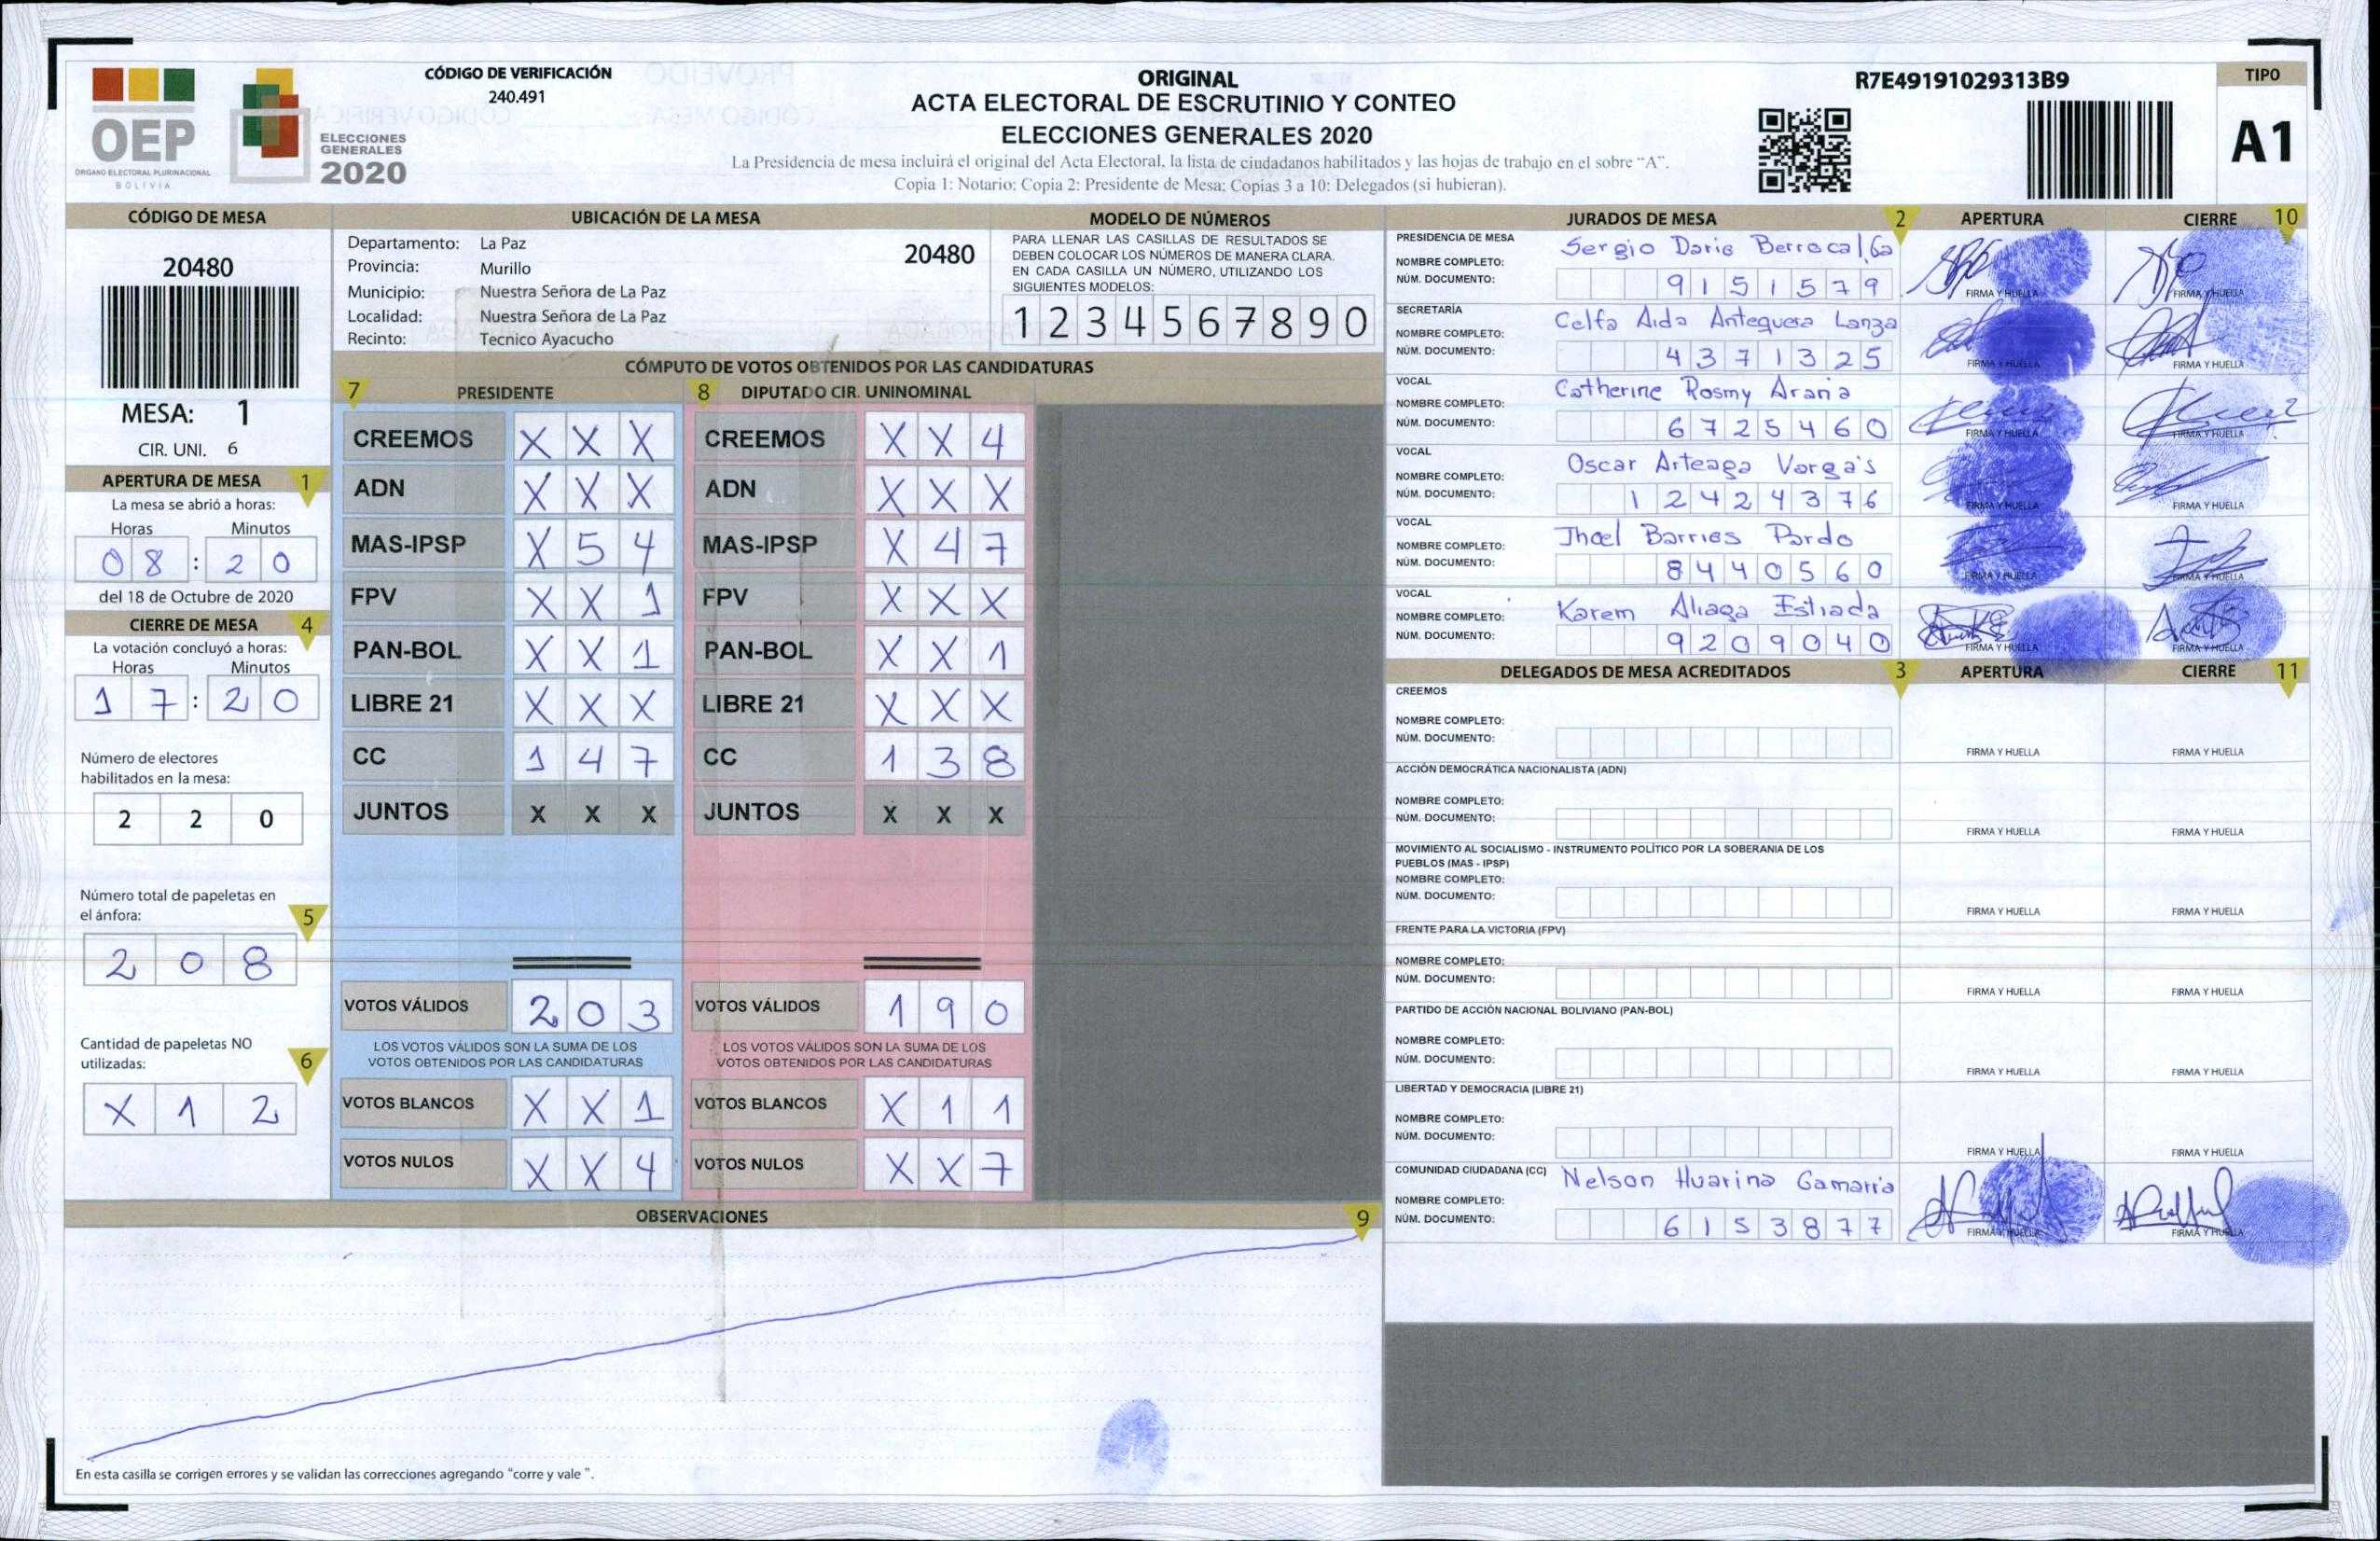 CÓDIGO DE VERIFICACIÓN
240.491
ORIGINAL
ACTA ELECTORAL DE ESCRUTINIO Y CONTEO
ELECCIONES GENERALES 2020
La Presidencia de mesa incluirá el original del Acta Electoral, la lista de ciudadanos habilitados y las hojas de trabajo en el sobre "A".
Copia 1: Notario; Copia 2: Presidente de Mesa; Copias 3 a 10: Delegados (si hubieran).
R7E49191029313B9
TIPO
A1
OEP
ÓRGANO ELECTORAL PLURINACIONAL
BOLIVIA
ELECCIONES
GENERALES
2020
CÓDIGO DE MESA
20480
MESA: 1
CIR. UNI. 6
APERTURA DE MESA 1
La mesa se abrió a horas:
Horas Minutos
0 8 : 2 0
del 18 de Octubre de 2020
CIERRE DE MESA 4
La votación concluyó a horas:
Horas Minutos
1 7 : 2 0
Número de electores
habilitados en la mesa:
2 2 0
Número total de papeletas en
el ánfora: 5
2 0 8
Cantidad de papeletas NO
utilizadas: 6
X 1 2
UBICACIÓN DE LA MESA
Departamento: La Paz 20480
Provincia: Murillo
Municipio: Nuestra Señora de La Paz
Localidad: Nuestra Señora de La Paz
Recinto: Tecnico Ayacucho
MODELO DE NÚMEROS
PARA LLENAR LAS CASILLAS DE RESULTADOS SE
DEBEN COLOCAR LOS NÚMEROS DE MANERA CLARA.
EN CADA CASILLA UN NÚMERO, UTILIZANDO LOS
SIGUIENTES MODELOS:
1 2 3 4 5 6 7 8 9 0
CÓMPUTO DE VOTOS OBTENIDOS POR LAS CANDIDATURAS
7 PRESIDENTE
CREEMOS X X X
ADN X X X
MAS-IPSP X 5 4
FPV X X 1
PAN-BOL X X 1
LIBRE 21 X X X
CC 1 4 7
JUNTOS X X X
VOTOS VÁLIDOS 2 0 3
LOS VOTOS VÁLIDOS SON LA SUMA DE LOS
VOTOS OBTENIDOS POR LAS CANDIDATURAS
VOTOS BLANCOS X X 1
VOTOS NULOS X X 4
8 DIPUTADO CIR. UNINOMINAL
CREEMOS X X 4
ADN X X X
MAS-IPSP X 4 7
FPV X X X
PAN-BOL X X 1
LIBRE 21 X X X
CC 1 3 8
JUNTOS X X X
VOTOS VÁLIDOS 1 9 0
LOS VOTOS VÁLIDOS SON LA SUMA DE LOS
VOTOS OBTENIDOS POR LAS CANDIDATURAS
VOTOS BLANCOS X 1 1
VOTOS NULOS X X 7
OBSERVACIONES 9
En esta casilla se corrigen errores y se validan las correcciones agregando "corre y vale ".
JURADOS DE MESA 2 APERTURA CIERRE 10
PRESIDENCIA DE MESA
NOMBRE COMPLETO: Sergio Dario Berrocal
NÚM. DOCUMENTO: 9 1 5 1 5 7 9
FIRMA Y HUELLA FIRMA Y HUELLA
SECRETARÍA
NOMBRE COMPLETO: Celfa Aida Antequera Lanza
NÚM. DOCUMENTO: 4 3 7 1 3 2 5
FIRMA Y HUELLA FIRMA Y HUELLA
VOCAL
NOMBRE COMPLETO: Catherine Rosmy Arana
NÚM. DOCUMENTO: 6 7 2 5 4 6 0
FIRMA Y HUELLA FIRMA Y HUELLA
VOCAL
NOMBRE COMPLETO: Oscar Arteaga Vargas
NÚM. DOCUMENTO: 1 2 4 2 4 3 7 6
FIRMA Y HUELLA FIRMA Y HUELLA
VOCAL
NOMBRE COMPLETO: Jhoel Barrios Pardo
NÚM. DOCUMENTO: 8 4 4 0 5 6 0
FIRMA Y HUELLA FIRMA Y HUELLA
VOCAL
NOMBRE COMPLETO: Karem Aliaga Estrada
NÚM. DOCUMENTO: 9 2 0 9 0 4 0
FIRMA Y HUELLA FIRMA Y HUELLA
DELEGADOS DE MESA ACREDITADOS 3 APERTURA CIERRE 11
CREEMOS
NOMBRE COMPLETO:
NÚM. DOCUMENTO:
FIRMA Y HUELLA FIRMA Y HUELLA
ACCIÓN DEMOCRÁTICA NACIONALISTA (ADN)
NOMBRE COMPLETO:
NÚM. DOCUMENTO:
FIRMA Y HUELLA FIRMA Y HUELLA
MOVIMIENTO AL SOCIALISMO - INSTRUMENTO POLÍTICO POR LA SOBERANIA DE LOS
PUEBLOS (MAS - IPSP)
NOMBRE COMPLETO:
NÚM. DOCUMENTO:
FIRMA Y HUELLA FIRMA Y HUELLA
FRENTE PARA LA VICTORIA (FPV)
NOMBRE COMPLETO:
NÚM. DOCUMENTO:
FIRMA Y HUELLA FIRMA Y HUELLA
PARTIDO DE ACCIÓN NACIONAL BOLIVIANO (PAN-BOL)
NOMBRE COMPLETO:
NÚM. DOCUMENTO:
FIRMA Y HUELLA FIRMA Y HUELLA
LIBERTAD Y DEMOCRACIA (LIBRE 21)
NOMBRE COMPLETO:
NÚM. DOCUMENTO:
FIRMA Y HUELLA FIRMA Y HUELLA
COMUNIDAD CIUDADANA (CC)
NOMBRE COMPLETO: Nelson Huarina Gamarra
NÚM. DOCUMENTO: 6 1 5 3 8 7 7
FIRMA Y HUELLA FIRMA Y HUELLA